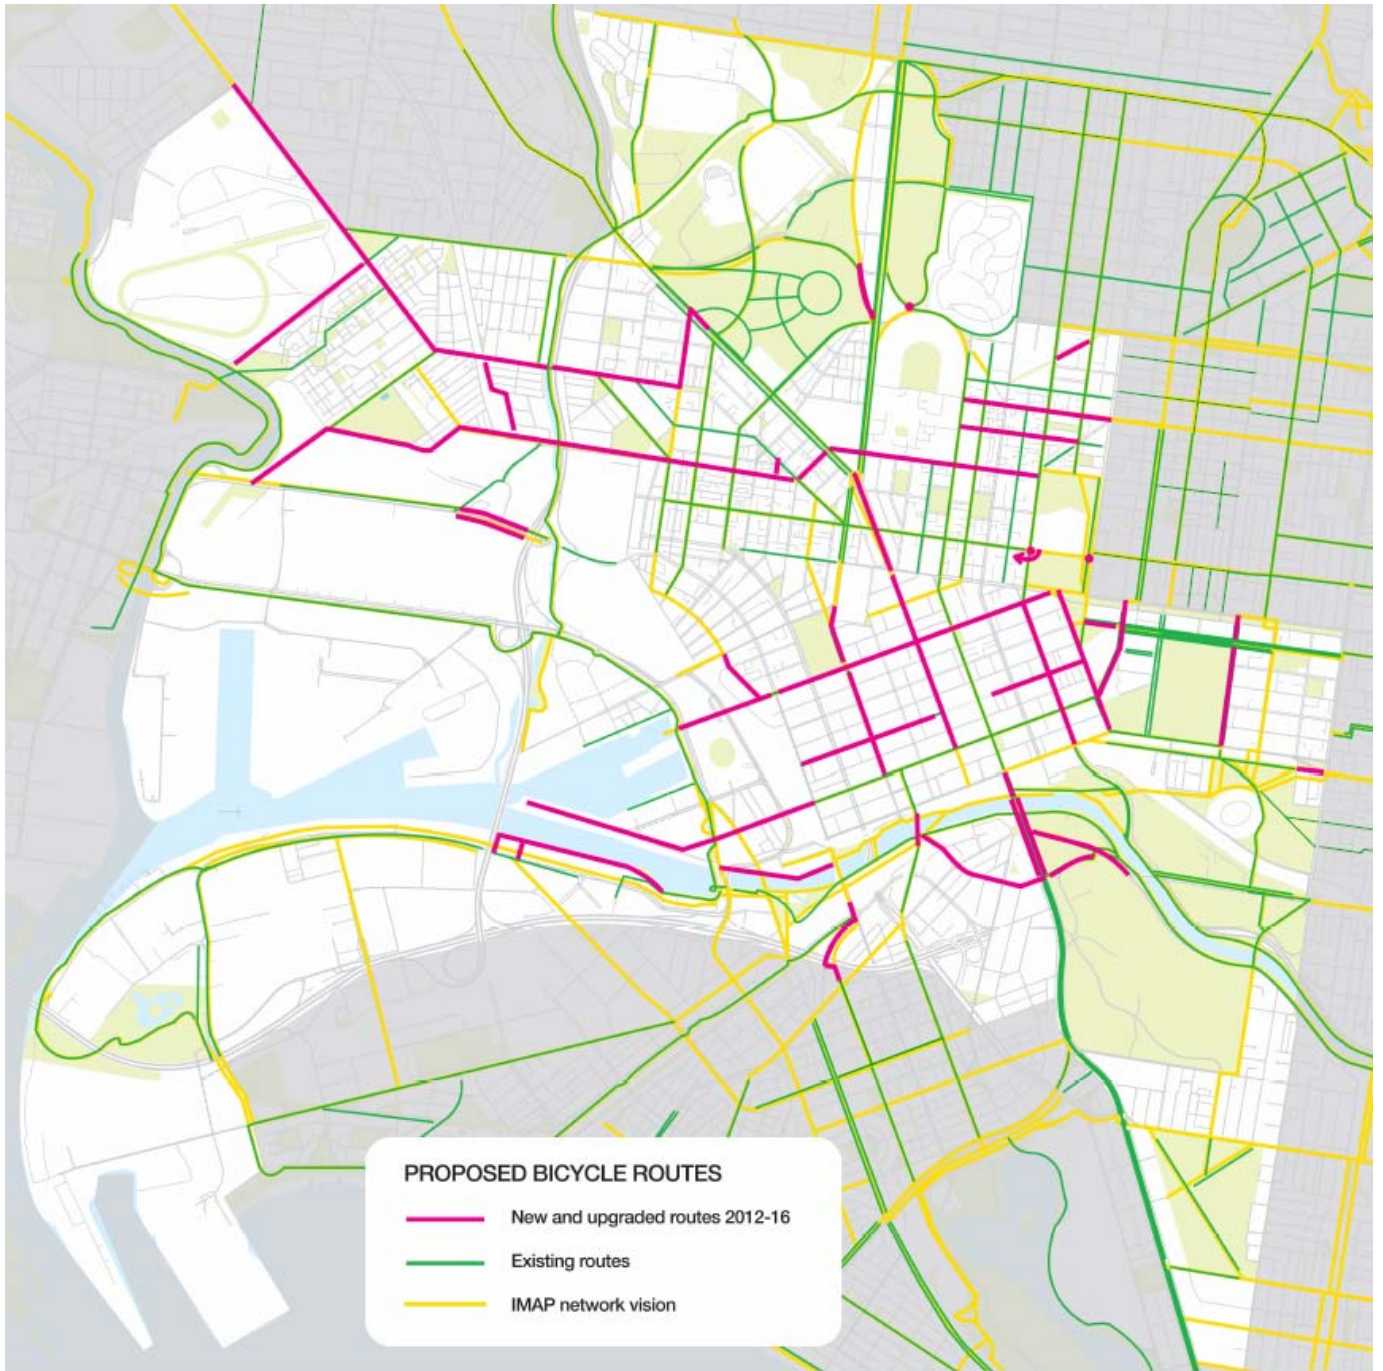 PROPOSED BICYCLE ROUTES
New and upgraded routes 2012-16
Existing routes
IMAP network vision